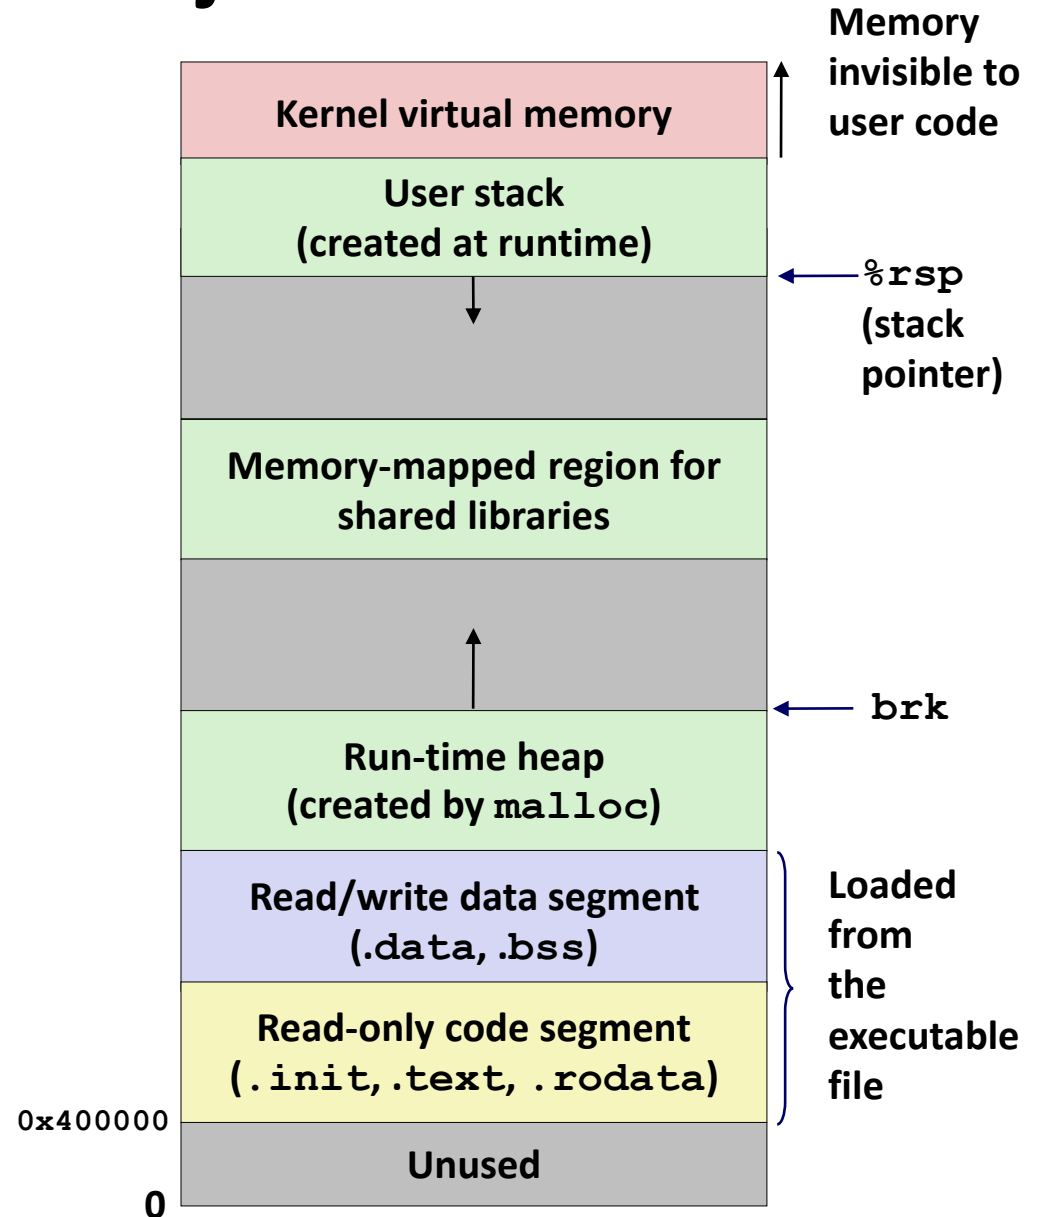 Memory
invisible to
user code
Kernel virtual memory
User stack
(created at runtime)
%rsp
(stack
pointer)
Memory-mapped region for
shared libraries
brk
Run-time heap
(created by malloc)
Read/write data segment
(.data, .bss)
Loaded
from
the
executable
file
Read-only code segment
(.init, .text, .rodata)
0x400000
Unused
0